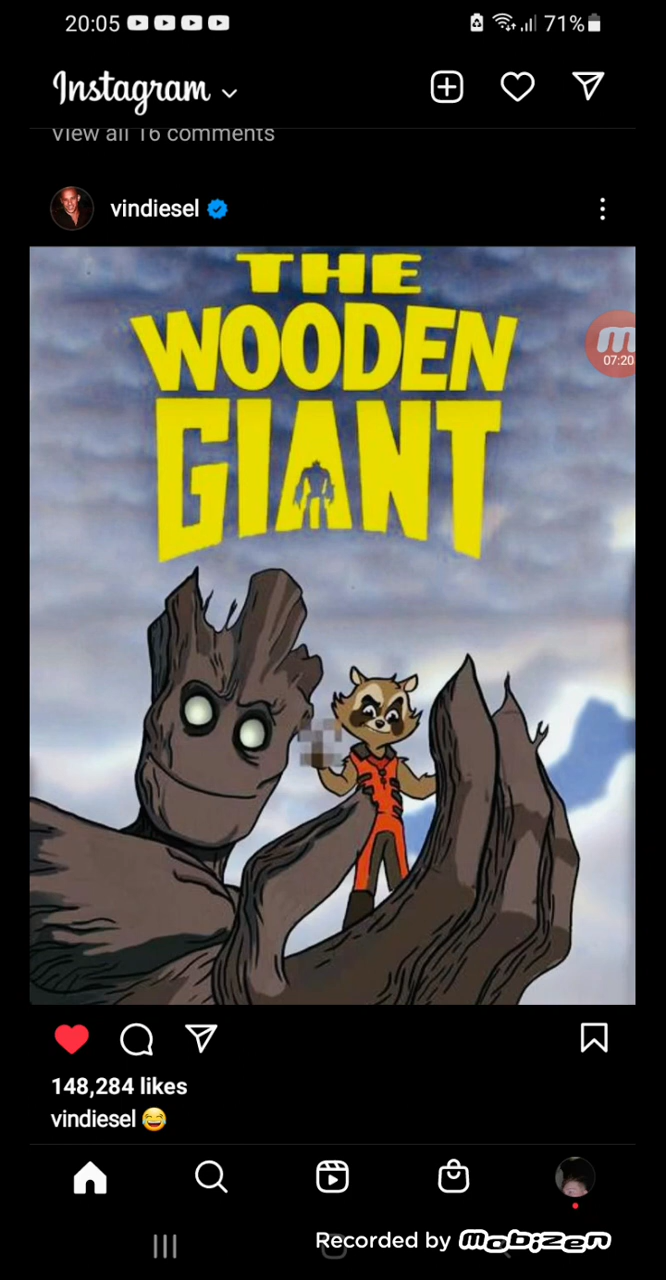 20:05
71%
Instagram
View all 16 comments
vindiesel
THE
WOODEN
GIANT
07:20
148,284 likes
vindiesel 😂
Recorded by Mobizen